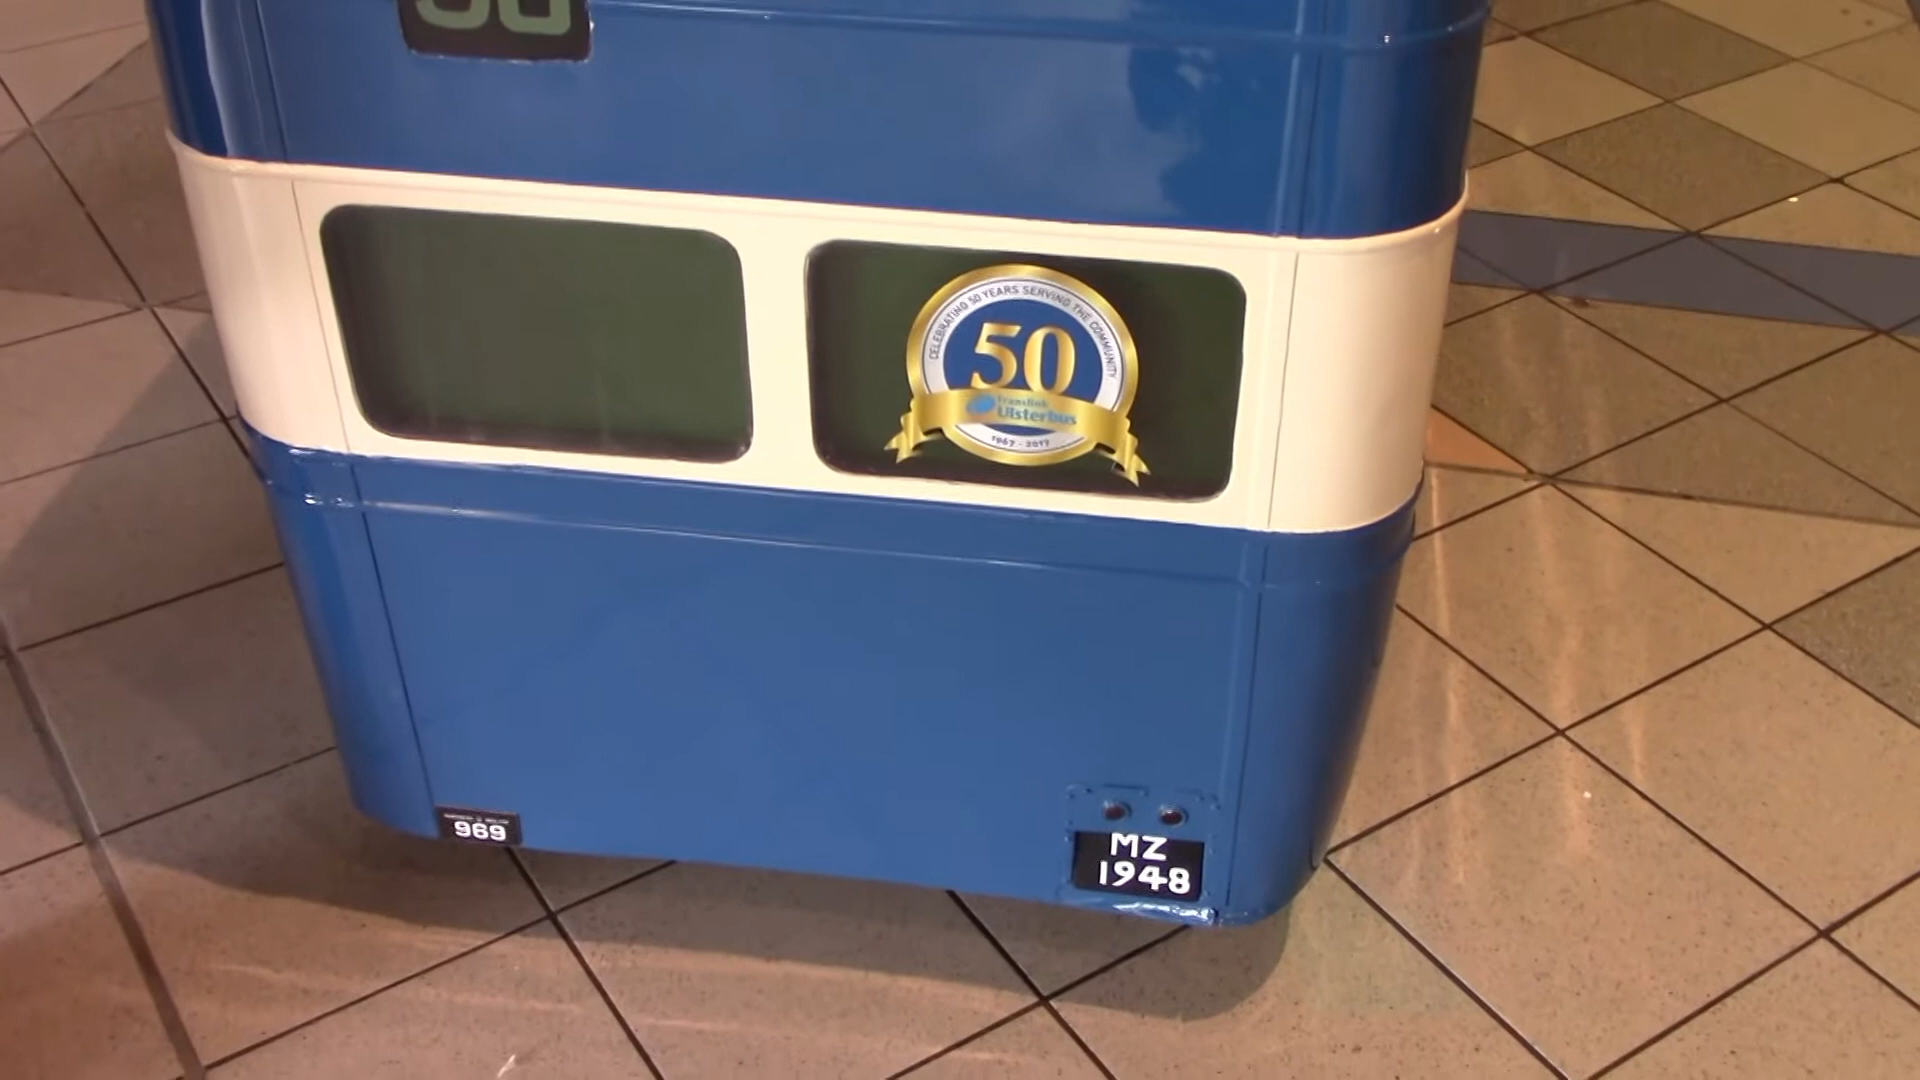 CELEBRATING 50 YEARS SERVING THE COMMUNITY
50
Translink
Ulsterbus
1967 - 2017
969
MZ
1948